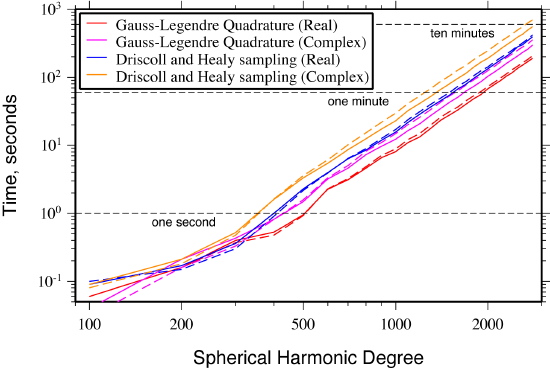 10³
10²
10¹
10⁰
10⁻¹
Time, seconds
Gauss-Legendre Quadrature (Real)
Gauss-Legendre Quadrature (Complex)
Driscoll and Healy sampling (Real)
Driscoll and Healy sampling (Complex)
ten minutes
one minute
one second
100 200 500 1000 2000
Spherical Harmonic Degree